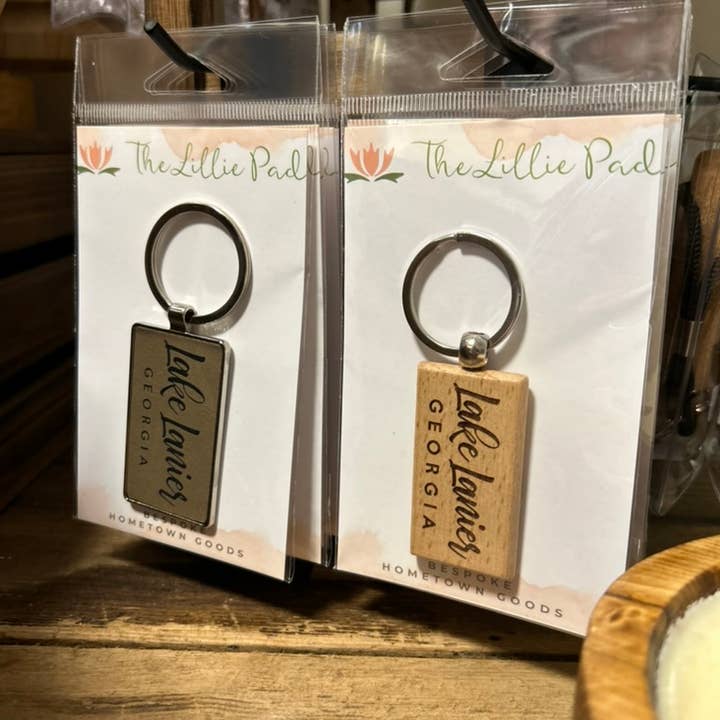 The Lillie Pad
Lake Lanier
GEORGIA
BESPOKE
HOMETOWN GOODS
The Lillie Pad
Lake Lanier
GEORGIA
BESPOKE
HOMETOWN GOODS